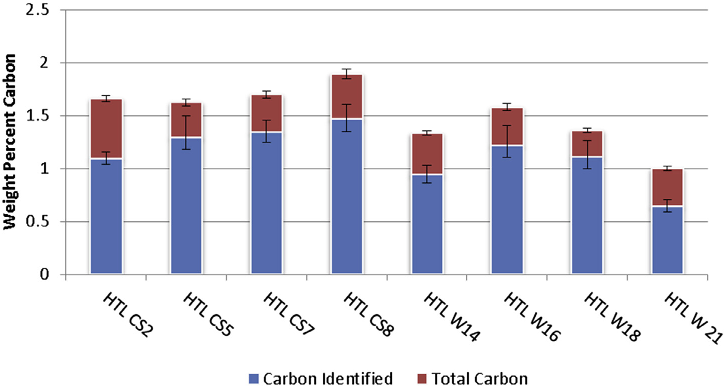 2.5
2
1.5
1
0.5
0
Weight Percent Carbon
HTL CS2
HTL CS5
HTL CS7
HTL CS8
HTL W14
HTL W16
HTL W18
HTL W 21
Carbon Identified
Total Carbon